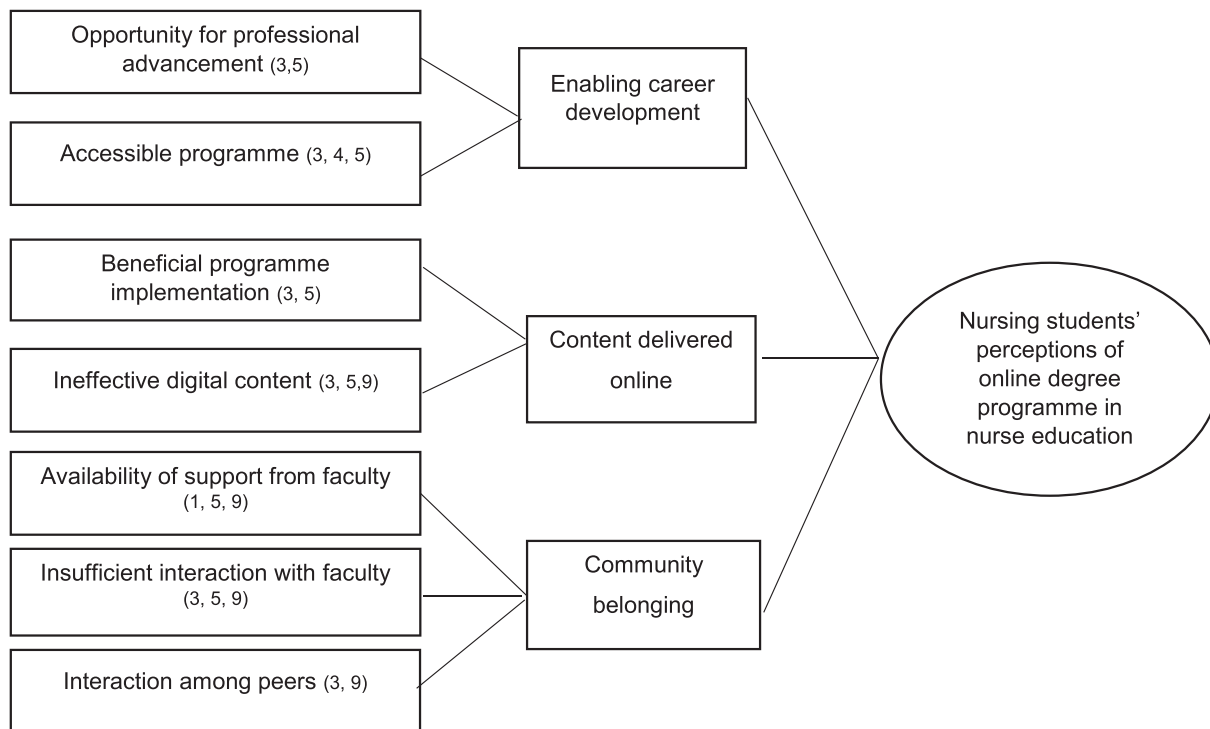 Opportunity for professional
advancement (3,5)
Accessible programme (3, 4, 5)
Enabling career
development
Beneficial programme
implementation (3, 5)
Ineffective digital content (3, 5,9)
Content delivered
online
Availability of support from faculty
(1, 5, 9)
Insufficient interaction with faculty
(3, 5, 9)
Interaction among peers (3, 9)
Community
belonging
Nursing students’
perceptions of
online degree
programme in
nurse education